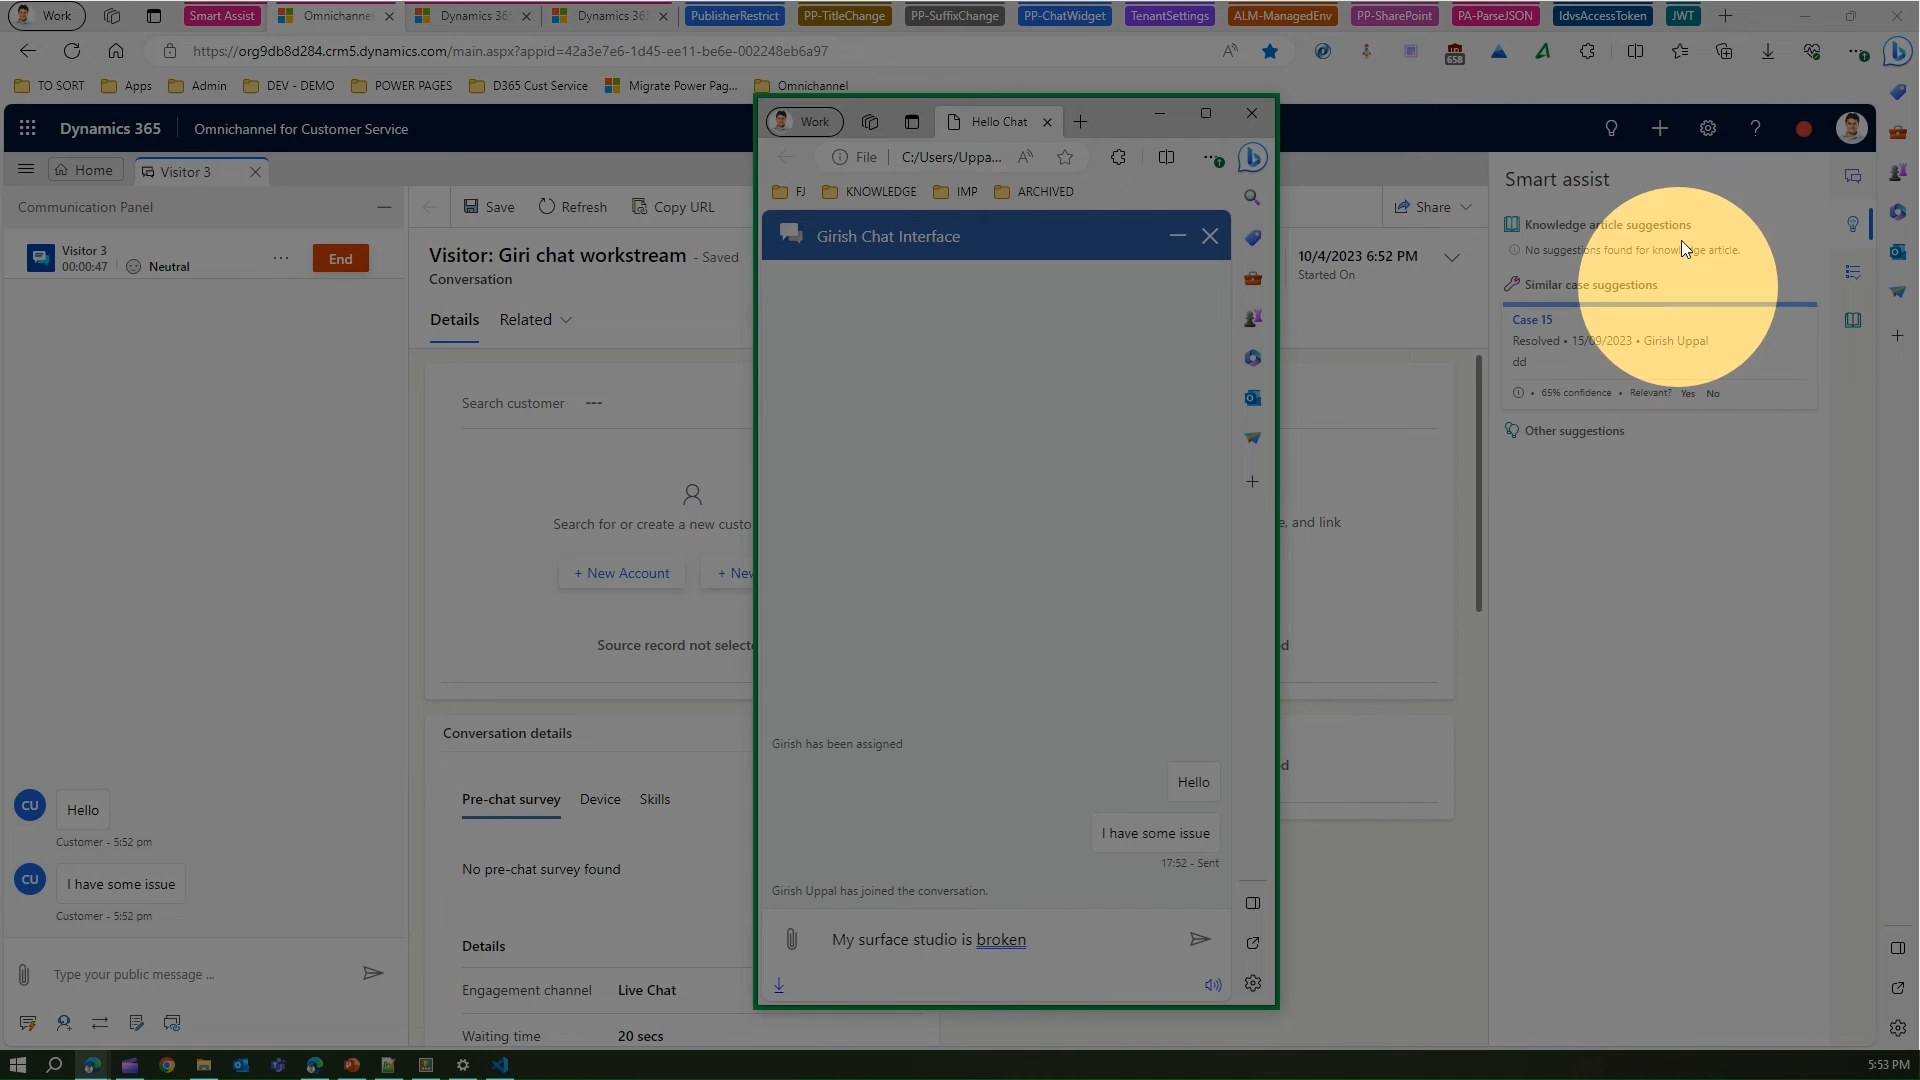 Work
Smart Assist
Omnichannel
Dynamics 365
Dynamics 365
PublisherRestrict
PP-TitleChange
PP-SuffixChange
PP-ChatWidget
TenantSettings
ALM-ManagedEnv
PP-SharePoint
PA-ParseJSON
IdvsAccessToken
JWT
https://org9db8d284.crm5.dynamics.com/main.aspx?appid=42a3e7e6-1d45-ee11-be6e-002248eb6a97
658
TO SORT
Apps
Admin
DEV - DEMO
POWER PAGES
D365 Cust Service
Migrate Power Pag...
Omnichannel
Dynamics 365
Omnichannel for Customer Service
Home
Visitor 3
Communication Panel
Visitor 3
00:00:47
Neutral
End
Hello
Customer - 5:52 pm
I have some issue
Customer - 5:52 pm
CU
CU
Type your public message ...
Save
Refresh
Copy URL
Share
Visitor: Giri chat workstream - Saved
Conversation
10/4/2023 6:52 PM
Started On
Details
Related
Search customer
---
Search for or create a new custo
e, and link
+ New Account
+ Nev
Source record not selecte
d
Conversation details
d
Pre-chat survey
Device
Skills
No pre-chat survey found
Details
Engagement channel
Live Chat
Waiting time
20 secs
Work
Hello Chat
File
C:/Users/Uppa...
FJ
KNOWLEDGE
IMP
ARCHIVED
Girish Chat Interface
Girish has been assigned
Hello
I have some issue
17:52 - Sent
Girish Uppal has joined the conversation.
My surface studio is broken
Smart assist
Knowledge article suggestions
No suggestions found for knowledge article.
Similar case suggestions
Case 15
Resolved • 15/09/2023 • Girish Uppal
dd
• 65% confidence • Relevant? Yes No
Other suggestions
5:53 PM